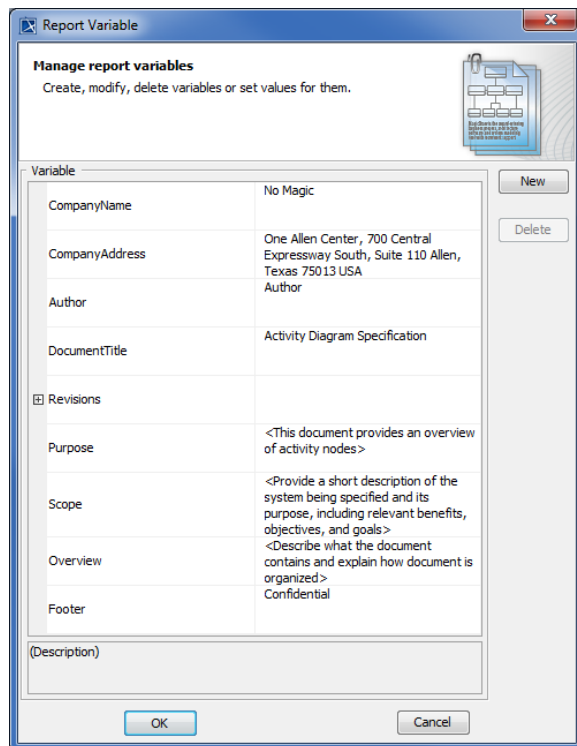 Report Variable
Manage report variables
Create, modify, delete variables or set values for them.
Variable
New
Delete
CompanyName
No Magic
CompanyAddress
One Allen Center, 700 Central
Expressway South, Suite 110 Allen,
Texas 75013 USA
Author
Author
DocumentTitle
Activity Diagram Specification
Revisions
Purpose
<This document provides an overview
of activity nodes>
Scope
<Provide a short description of the
system being specified and its
purpose, including relevant benefits,
objectives, and goals>
Overview
<Describe what the document
contains and explain how document is
organized>
Footer
Confidential
(Description)
OK
Cancel